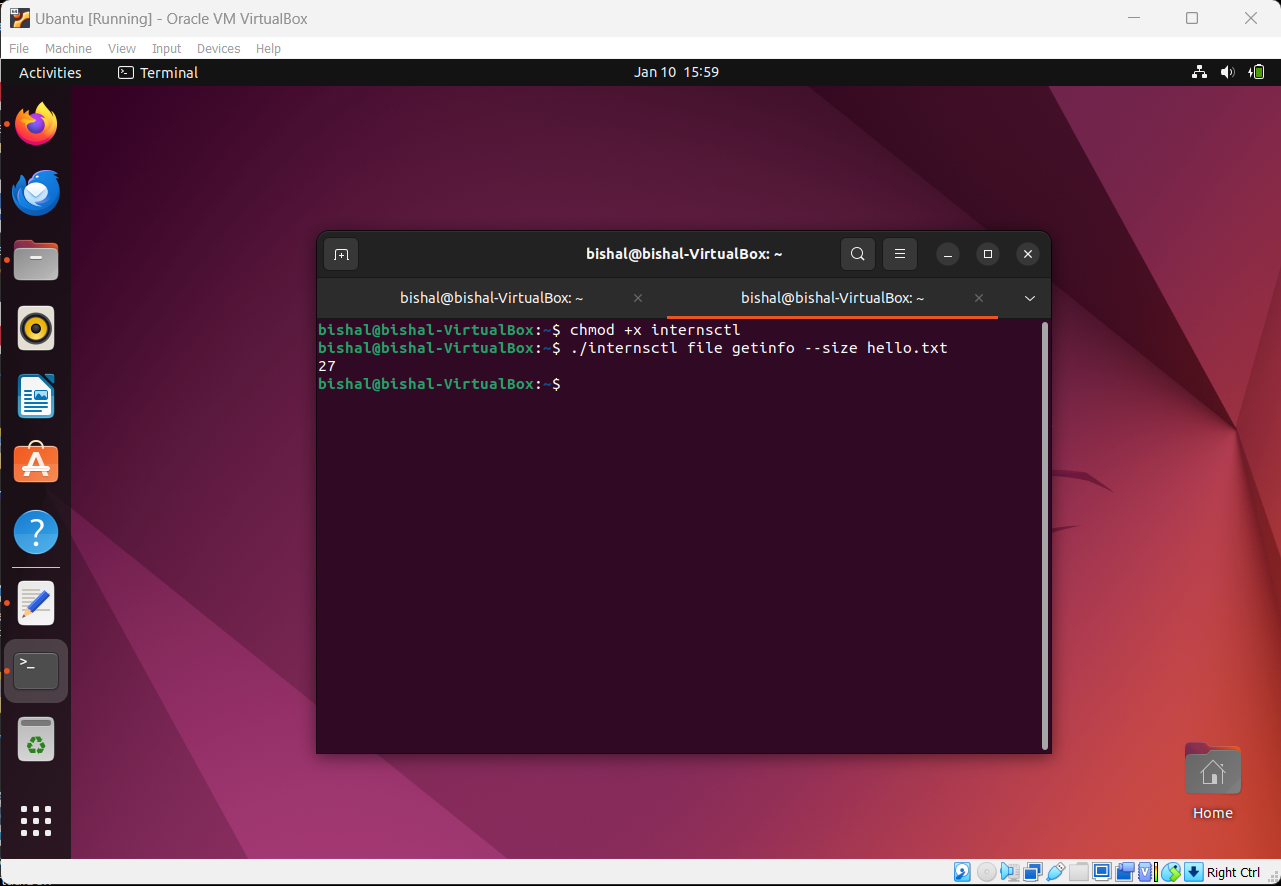 Ubantu [Running] - Oracle VM VirtualBox
File Machine View Input Devices Help
Activities Terminal Jan 10 15:59
bishal@bishal-VirtualBox: ~
bishal@bishal-VirtualBox: ~ bishal@bishal-VirtualBox: ~
bishal@bishal-VirtualBox:~$ chmod +x internsctl
bishal@bishal-VirtualBox:~$ ./internsctl file getinfo --size hello.txt
27
bishal@bishal-VirtualBox:~$
Home
Right Ctrl